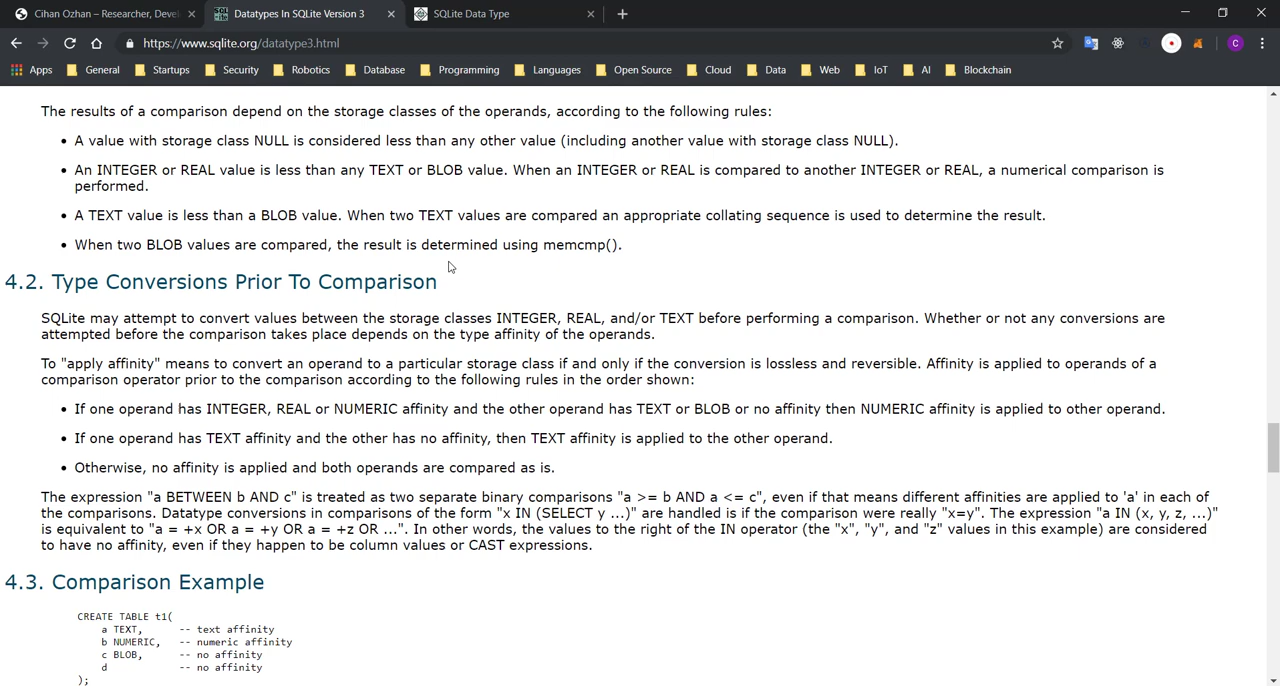 Cihan Ozhan – Researcher, Devel
Datatypes In SQLite Version 3
SQLite Data Type
https://www.sqlite.org/datatype3.html
C
Apps General Startups Security Robotics Database Programming Languages Open Source Cloud Data Web IoT AI Blockchain
The results of a comparison depend on the storage classes of the operands, according to the following rules:
• A value with storage class NULL is considered less than any other value (including another value with storage class NULL).
• An INTEGER or REAL value is less than any TEXT or BLOB value. When an INTEGER or REAL is compared to another INTEGER or REAL, a numerical comparison is
performed.
• A TEXT value is less than a BLOB value. When two TEXT values are compared an appropriate collating sequence is used to determine the result.
• When two BLOB values are compared, the result is determined using memcmp().
4.2. Type Conversions Prior To Comparison
SQLite may attempt to convert values between the storage classes INTEGER, REAL, and/or TEXT before performing a comparison. Whether or not any conversions are
attempted before the comparison takes place depends on the type affinity of the operands.
To "apply affinity" means to convert an operand to a particular storage class if and only if the conversion is lossless and reversible. Affinity is applied to operands of a
comparison operator prior to the comparison according to the following rules in the order shown:
• If one operand has INTEGER, REAL or NUMERIC affinity and the other operand has TEXT or BLOB or no affinity then NUMERIC affinity is applied to other operand.
• If one operand has TEXT affinity and the other has no affinity, then TEXT affinity is applied to the other operand.
• Otherwise, no affinity is applied and both operands are compared as is.
The expression "a BETWEEN b AND c" is treated as two separate binary comparisons "a >= b AND a <= c", even if that means different affinities are applied to 'a' in each of
the comparisons. Datatype conversions in comparisons of the form "x IN (SELECT y ...)" are handled is if the comparison were really "x=y". The expression "a IN (x, y, z, ...)"
is equivalent to "a = +x OR a = +y OR a = +z OR ...". In other words, the values to the right of the IN operator (the "x", "y", and "z" values in this example) are considered
to have no affinity, even if they happen to be column values or CAST expressions.
4.3. Comparison Example
CREATE TABLE t1(
a TEXT, -- text affinity
b NUMERIC, -- numeric affinity
c BLOB, -- no affinity
d -- no affinity
);